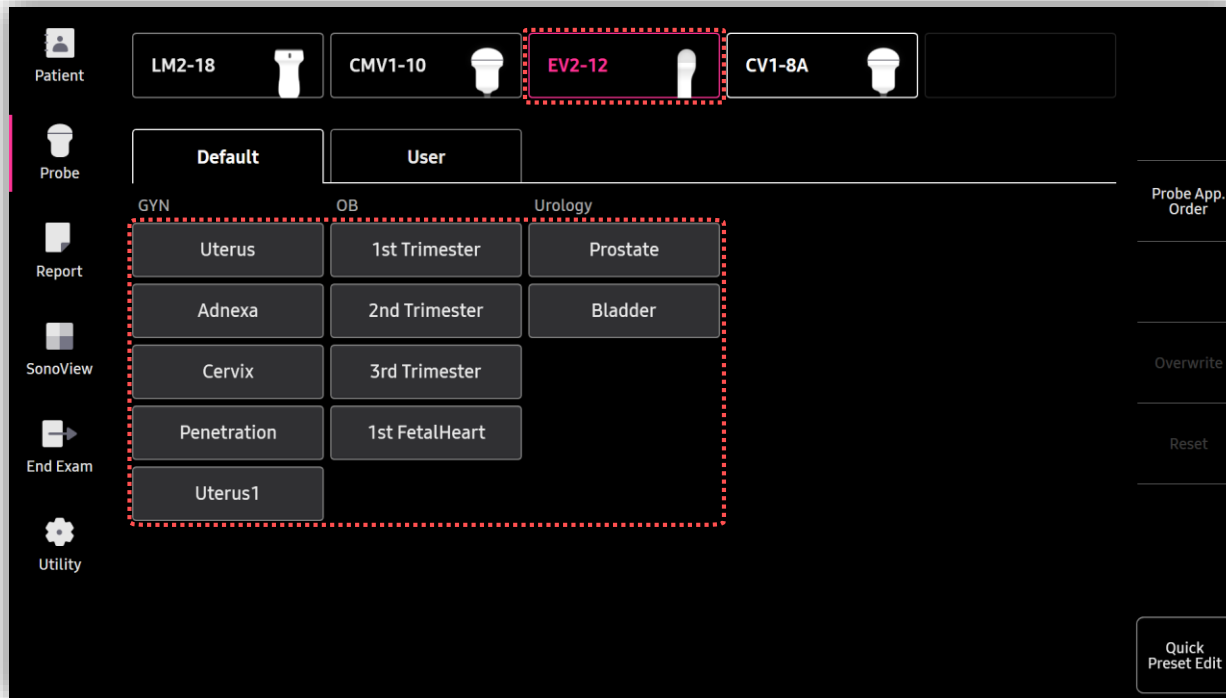 Patient
Probe
Report
SonoView
End Exam
Utility
LM2-18
CMV1-10
EV2-12
CV1-8A
Default
User
GYN
OB
Urology
Uterus
1st Trimester
Prostate
Adnexa
2nd Trimester
Bladder
Cervix
3rd Trimester
Penetration
1st FetalHeart
Uterus1
Probe App.
Order
Overwrite
Reset
Quick
Preset Edit